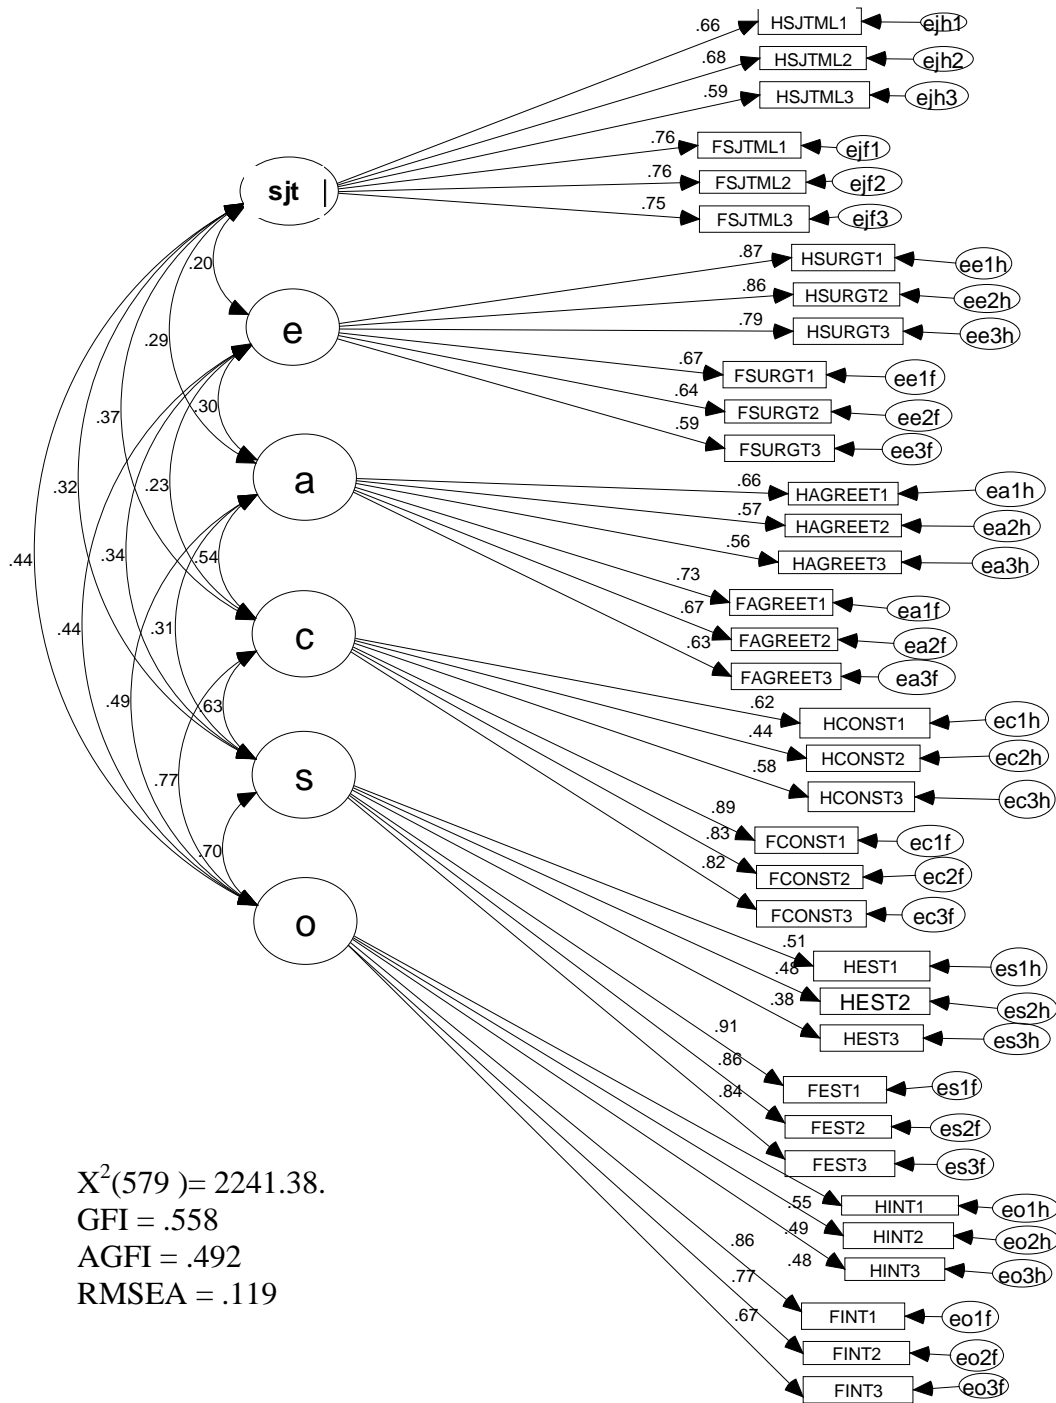 .66 HSJTML1 ejh1
.68 HSJTML2 ejh2
.59 HSJTML3 ejh3
.76 FSJTML1 ejf1
sjt
.76 FSJTML2 ejf2
.75 FSJTML3 ejf3
.20
.87 HSURGT1 ee1h
.86 HSURGT2 ee2h
e
.79 HSURGT3 ee3h
.29
.67 FSURGT1 ee1f
.30
.64 FSURGT2 ee2f
.37
.59 FSURGT3 ee3f
a
.32
.23
.66 HAGREET1 ea1h
.57 HAGREET2 ea2h
.44
.34
.54
.56 HAGREET3 ea3h
.73 FAGREET1 ea1f
.44
.31
c
.67 FAGREET2 ea2f
.63 FAGREET3 ea3f
.49
.63
.62 HCONST1 ec1h
.44 HCONST2 ec2h
.77
s
.58 HCONST3 ec3h
.89 FCONST1 ec1f
.70
.83 FCONST2 ec2f
.82 FCONST3 ec3f
o
.51 HEST1 es1h
.48 HEST2 es2h
.38 HEST3 es3h
.91 FEST1 es1f
.86 FEST2 es2f
.84 FEST3 es3f
.55 HINT1 eo1h
.49 HINT2 eo2h
.48 HINT3 eo3h
.86 FINT1 eo1f
.77 FINT2 eo2f
.67 FINT3 eo3f
X²(579 )= 2241.38.
GFI = .558
AGFI = .492
RMSEA = .119